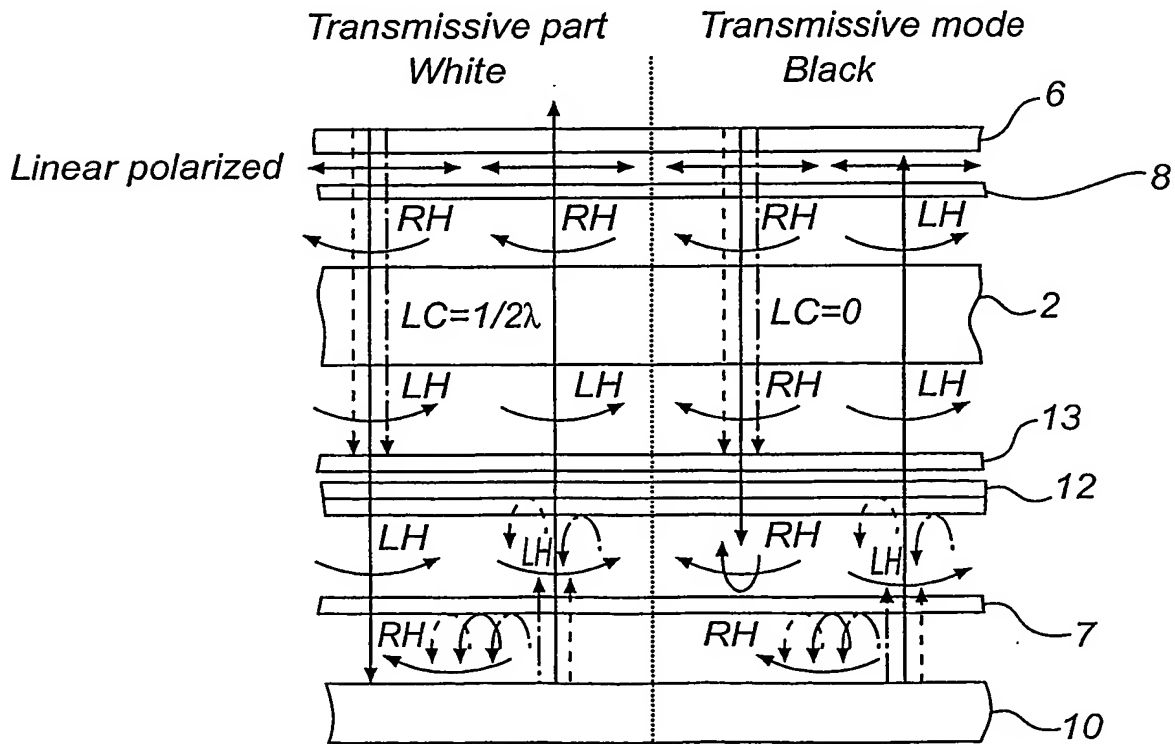 Transmissive part
White
Transmissive mode
Black
6
Linear polarized
8
RH RH RH LH
LC=1/2λ LC=0
2
LH LH RH LH
13
12
LH LH RH LH
RH RH
7
10